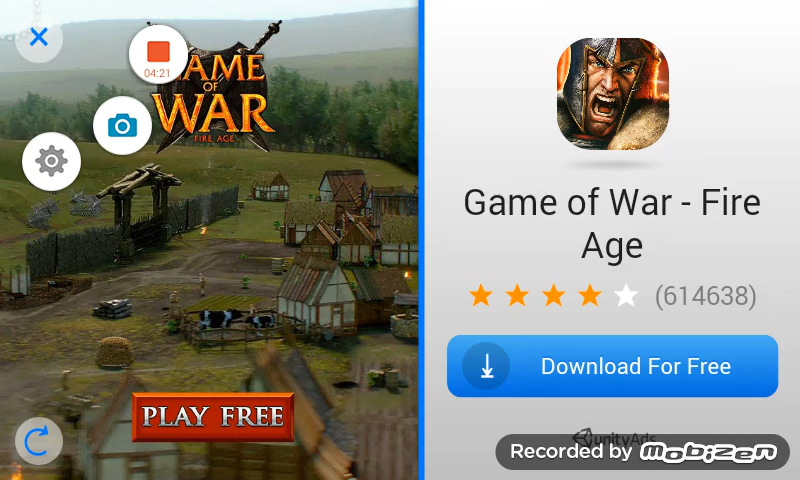 04:21
GAME
OF
WAR
FIRE AGE
PLAY FREE
Game of War - Fire
Age
(614638)
Download For Free
unityAds
Recorded by mobizen